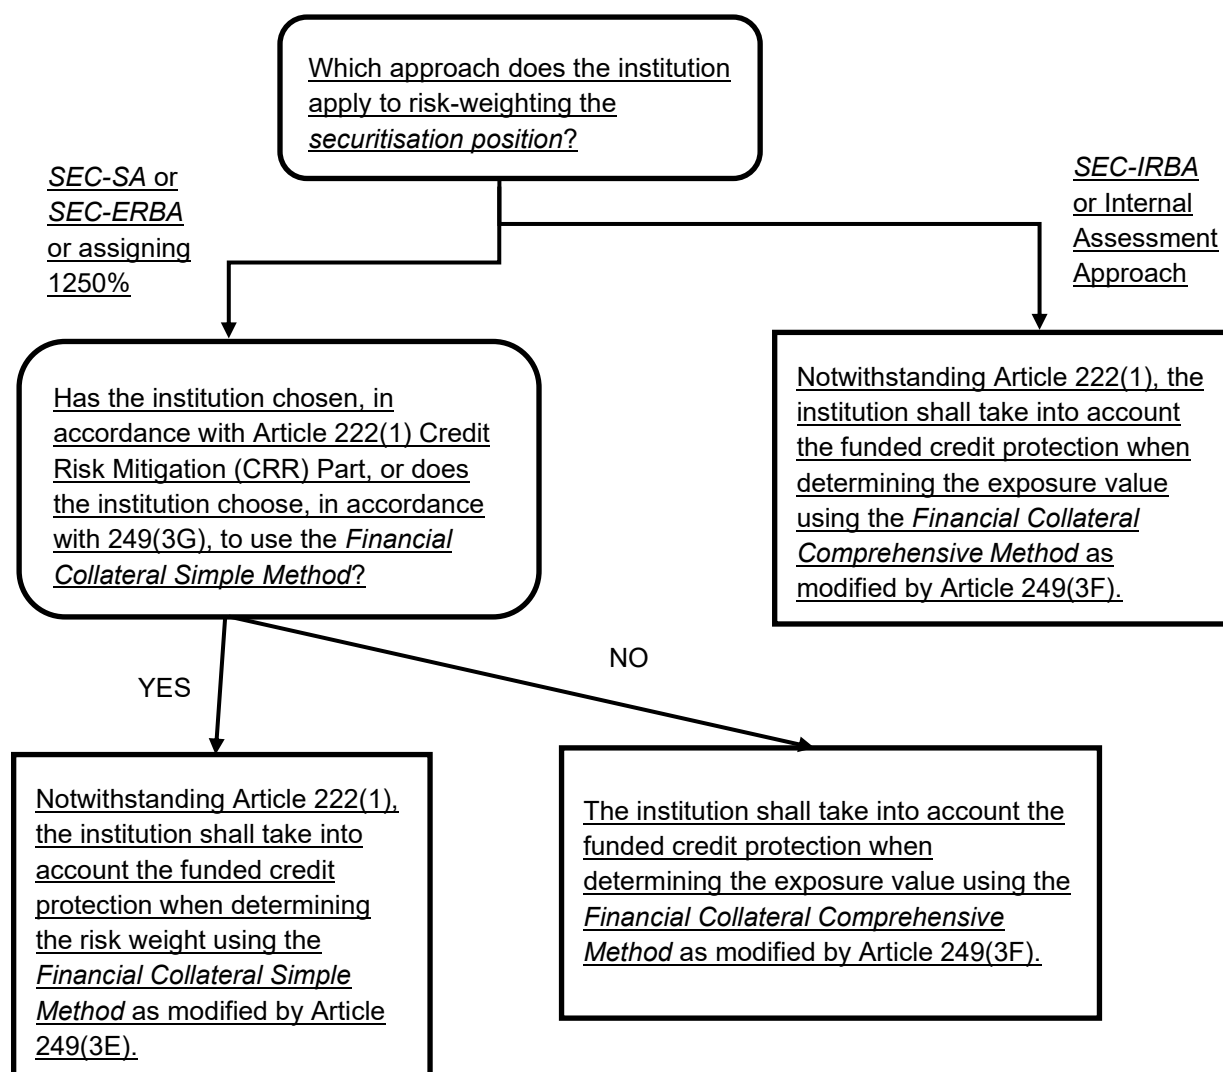 Which approach does the institution
apply to risk-weighting the
securitisation position?
SEC-SA or
SEC-ERBA
or assigning
1250%
SEC-IRBA
or Internal
Assessment
Approach
Has the institution chosen, in
accordance with Article 222(1) Credit
Risk Mitigation (CRR) Part, or does
the institution choose, in accordance
with 249(3G), to use the Financial
Collateral Simple Method?
Notwithstanding Article 222(1), the
institution shall take into account
the funded credit protection when
determining the exposure value
using the Financial Collateral
Comprehensive Method as
modified by Article 249(3F).
YES
NO
Notwithstanding Article 222(1),
the institution shall take into
account the funded credit
protection when determining
the risk weight using the
Financial Collateral Simple
Method as modified by Article
249(3E).
The institution shall take into account the
funded credit protection when
determining the exposure value using the
Financial Collateral Comprehensive
Method as modified by Article 249(3F).